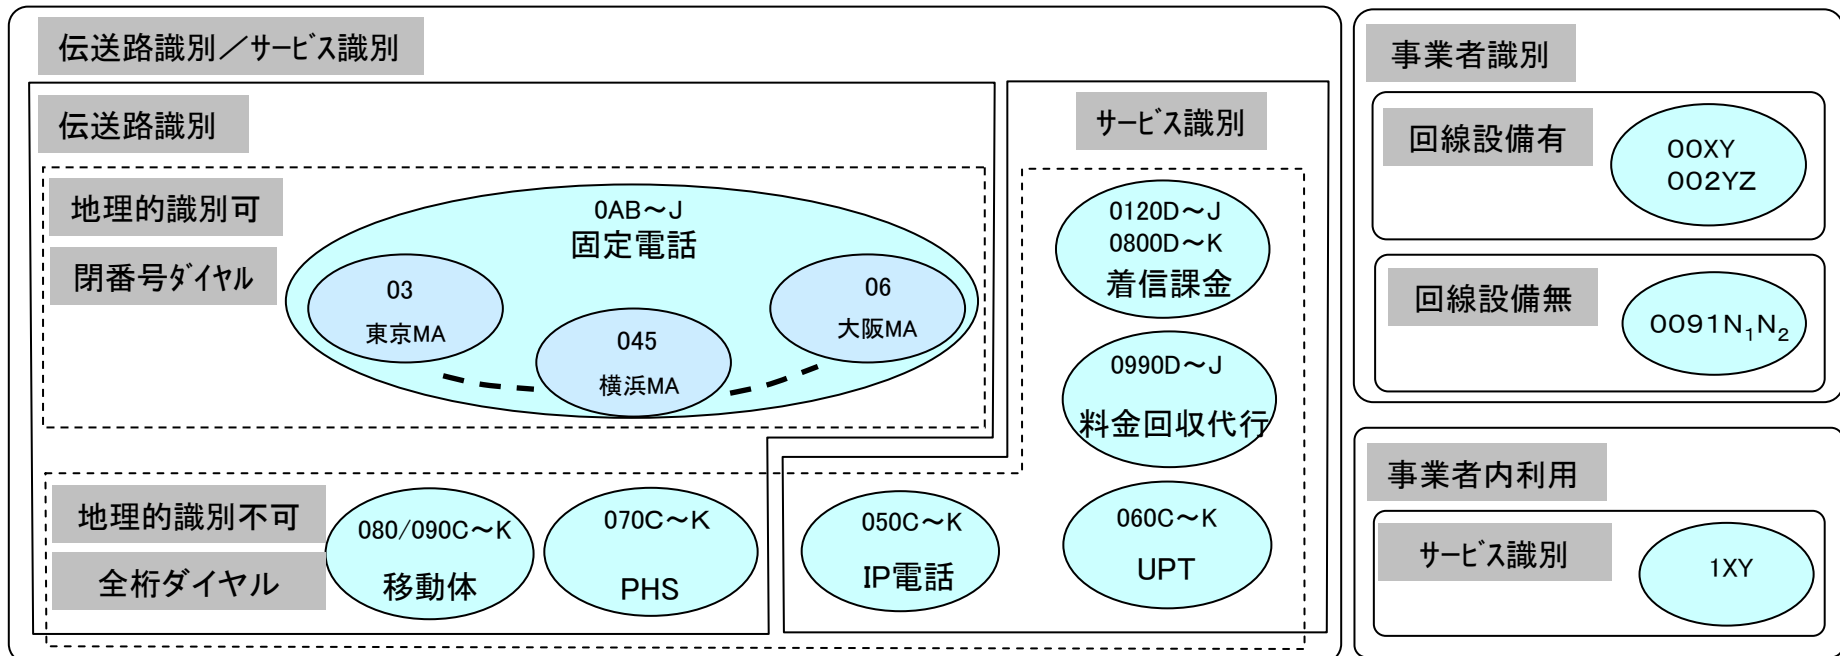 伝送路識別／サービス識別
伝送路識別
地理的識別可
閉番号ダイヤル
0AB～J
固定電話
03
東京MA
045
横浜MA
06
大阪MA
サービス識別
0120D～J
0800D～K
着信課金
0990D～J
料金回収代行
地理的識別不可
全桁ダイヤル
080/090C～K
移動体
070C～K
PHS
050C～K
IP電話
060C～K
UPT
事業者識別
回線設備有
00XY
002YZ
回線設備無
0091N₁N₂
事業者内利用
サービス識別
1XY